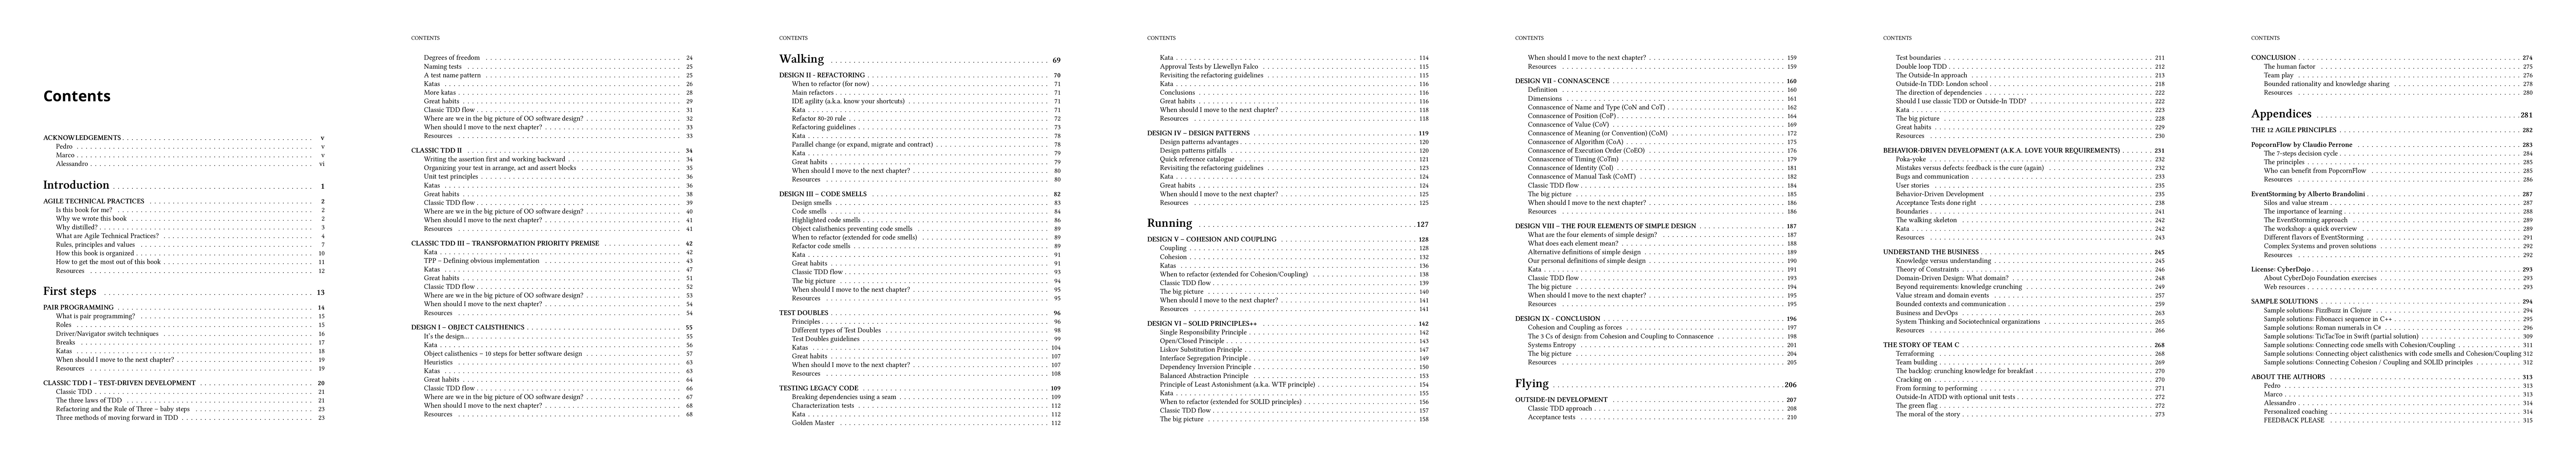 Contents
ACKNOWLEDGEMENTS v
Pedro v
Marco v
Alessandro vi
Introduction 1
AGILE TECHNICAL PRACTICES 2
Is this book for me? 2
Why we wrote this book 2
Why distilled? 3
What are Agile Technical Practices? 4
Rules, principles and values 7
How this book is organized 10
How to get the most out of this book 11
Resources 12
First steps 13
PAIR PROGRAMMING 14
What is pair programming? 15
Roles 15
Driver/Navigator switch techniques 16
Breaks 17
Katas 18
When should I move to the next chapter? 19
Resources 19
CLASSIC TDD I – TEST-DRIVEN DEVELOPMENT 20
Classic TDD 21
The three laws of TDD 21
Refactoring and the Rule of Three – baby steps 23
Three methods of moving forward in TDD 23
CONTENTS
Degrees of freedom 24
Naming tests 25
A test name pattern 25
Katas 26
More katas 28
Great habits 29
Classic TDD flow 31
Where are we in the big picture of OO software design? 32
When should I move to the next chapter? 33
Resources 33
CLASSIC TDD II 34
Writing the assertion first and working backward 34
Organizing your test in arrange, act and assert blocks 35
Unit test principles 36
Katas 36
Great habits 38
Classic TDD flow 39
Where are we in the big picture of OO software design? 40
When should I move to the next chapter? 41
Resources 41
CLASSIC TDD III – TRANSFORMATION PRIORITY PREMISE 42
Kata 42
TPP – Defining obvious implementation 43
Katas 47
Great habits 51
Classic TDD flow 52
Where are we in the big picture of OO software design? 53
When should I move to the next chapter? 54
Resources 54
DESIGN I – OBJECT CALISTHENICS 55
It's the design... 55
Kata 56
Object calisthenics – 10 steps for better software design 57
Heuristics 63
Katas 63
Great habits 64
Classic TDD flow 66
Where are we in the big picture of OO software design? 67
When should I move to the next chapter? 68
Resources 68
CONTENTS
Walking 69
DESIGN II - REFACTORING 70
When to refactor (for now) 71
Main refactors 71
IDE agility (a.k.a. know your shortcuts) 71
Kata 71
Refactor 80-20 rule 72
Refactoring guidelines 73
Kata 78
Parallel change (or expand, migrate and contract) 78
Kata 79
Great habits 79
When should I move to the next chapter? 80
Resources 80
DESIGN III – CODE SMELLS 82
Design smells 83
Code smells 84
Highlighted code smells 86
Object calisthenics preventing code smells 89
When to refactor (extended for code smells) 89
Refactor code smells 89
Kata 91
Great habits 91
Classic TDD flow 93
The big picture 94
When should I move to the next chapter? 95
Resources 95
TEST DOUBLES 96
Principles 96
Different types of Test Doubles 98
Test Doubles guidelines 99
Katas 104
Great habits 107
When should I move to the next chapter? 107
Resources 108
TESTING LEGACY CODE 109
Breaking dependencies using a seam 109
Characterization tests 112
Kata 112
Golden Master 112
CONTENTS
Kata 114
Approval Tests by Llewellyn Falco 115
Revisiting the refactoring guidelines 115
Kata 116
Conclusions 116
Great habits 116
When should I move to the next chapter? 118
Resources 118
DESIGN IV – DESIGN PATTERNS 119
Design patterns advantages 120
Design patterns pitfalls 120
Quick reference catalogue 121
Revisiting the refactoring guidelines 123
Kata 124
Great habits 124
When should I move to the next chapter? 125
Resources 125
Running 127
DESIGN V – COHESION AND COUPLING 128
Coupling 128
Cohesion 132
Katas 136
When to refactor (extended for Cohesion/Coupling) 138
Classic TDD flow 139
The big picture 140
When should I move to the next chapter? 141
Resources 141
DESIGN VI – SOLID PRINCIPLES++ 142
Single Responsibility Principle 142
Open/Closed Principle 143
Liskov Substitution Principle 147
Interface Segregation Principle 149
Dependency Inversion Principle 150
Balanced Abstraction Principle 153
Principle of Least Astonishment (a.k.a. WTF principle) 154
Kata 155
When to refactor (extended for SOLID principles) 156
Classic TDD flow 157
The big picture 158
CONTENTS
When should I move to the next chapter? 159
Resources 159
DESIGN VII - CONNASCENCE 160
Definition 160
Dimensions 161
Connascence of Name and Type (CoN and CoT) 162
Connascence of Position (CoP) 164
Connascence of Value (CoV) 169
Connascence of Meaning (or Convention) (CoM) 172
Connascence of Algorithm (CoA) 175
Connascence of Execution Order (CoEO) 176
Connascence of Timing (CoTm) 179
Connascence of Identity (CoI) 181
Connascence of Manual Task (CoMT) 182
Classic TDD flow 184
The big picture 185
When should I move to the next chapter? 186
Resources 186
DESIGN VIII – THE FOUR ELEMENTS OF SIMPLE DESIGN 187
What are the four elements of simple design? 187
What does each element mean? 188
Alternative definitions of simple design 189
Our personal definitions of simple design 190
Kata 191
Classic TDD flow 193
The big picture 194
When should I move to the next chapter? 195
Resources 195
DESIGN IX - CONCLUSION 196
Cohesion and Coupling as forces 197
The 3 Cs of design: from Cohesion and Coupling to Connascence 198
Systems Entropy 201
The big picture 204
Resources 205
Flying 206
OUTSIDE-IN DEVELOPMENT 207
Classic TDD approach 208
Acceptance tests 210
CONTENTS
Test boundaries 211
Double loop TDD 212
The Outside-In approach 213
Outside-In TDD: London school 218
The direction of dependencies 222
Should I use classic TDD or Outside-In TDD? 222
Kata 223
The big picture 228
Great habits 229
Resources 230
BEHAVIOR-DRIVEN DEVELOPMENT (A.K.A. LOVE YOUR REQUIREMENTS) 231
Poka-yoke 232
Mistakes versus defects: feedback is the cure (again) 232
Bugs and communication 233
User stories 235
Behavior-Driven Development 235
Acceptance Tests done right 238
Boundaries 241
The walking skeleton 242
Kata 242
Resources 243
UNDERSTAND THE BUSINESS 245
Knowledge versus understanding 245
Theory of Constraints 246
Domain-Driven Design: What domain? 248
Beyond requirements: knowledge crunching 249
Value stream and domain events 257
Bounded contexts and communication 259
Business and DevOps 263
System Thinking and Sociotechnical organizations 265
Resources 266
THE STORY OF TEAM C 268
Terraforming 268
Team building 269
The backlog: crunching knowledge for breakfast 270
Cracking on 270
From forming to performing 271
Outside-In ATDD with optional unit tests 272
The green flag 272
The moral of the story 273
CONTENTS
CONCLUSION 274
The human factor 275
Team play 276
Bounded rationality and knowledge sharing 278
Resources 280
Appendices 281
THE 12 AGILE PRINCIPLES 282
PopcornFlow by Claudio Perrone 283
The 7-steps decision cycle 284
The principles 285
Who can benefit from PopcornFlow 285
Resources 286
EventStorming by Alberto Brandolini 287
Silos and value stream 287
The importance of learning 288
The EventStorming approach 289
The workshop: a quick overview 289
Different flavors of EventStorming 291
Complex Systems and proven solutions 292
Resources 292
License: CyberDojo 293
About CyberDojo Foundation exercises 293
Web resources 293
SAMPLE SOLUTIONS 294
Sample solutions: FizzBuzz in Clojure 294
Sample solutions: Fibonacci sequence in C++ 295
Sample solutions: Roman numerals in C# 296
Sample solutions: TicTacToe in Swift (partial solution) 309
Sample solutions: Connecting code smells with Cohesion/Coupling 311
Sample solutions: Connecting object calisthenics with code smells and Cohesion/Coupling 312
Sample solutions: Connecting Cohesion / Coupling and SOLID principles 312
ABOUT THE AUTHORS 313
Pedro 313
Marco 313
Alessandro 314
Personalized coaching 314
FEEDBACK PLEASE 315